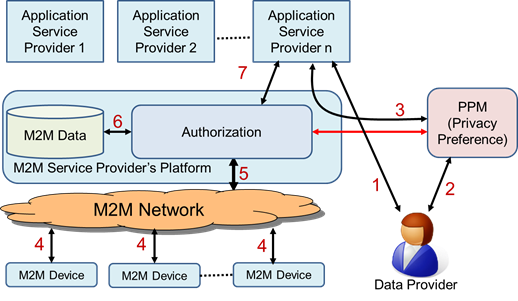 Application
Service
Provider 1
Application
Service
Provider 2
Application
Service
Provider n
7
3
PPM
(Privacy
Preference)
M2M Data
6
Authorization
M2M Service Provider's Platform
5
1
2
M2M Network
4
4
4
M2M Device
M2M Device
M2M Device
Data Provider